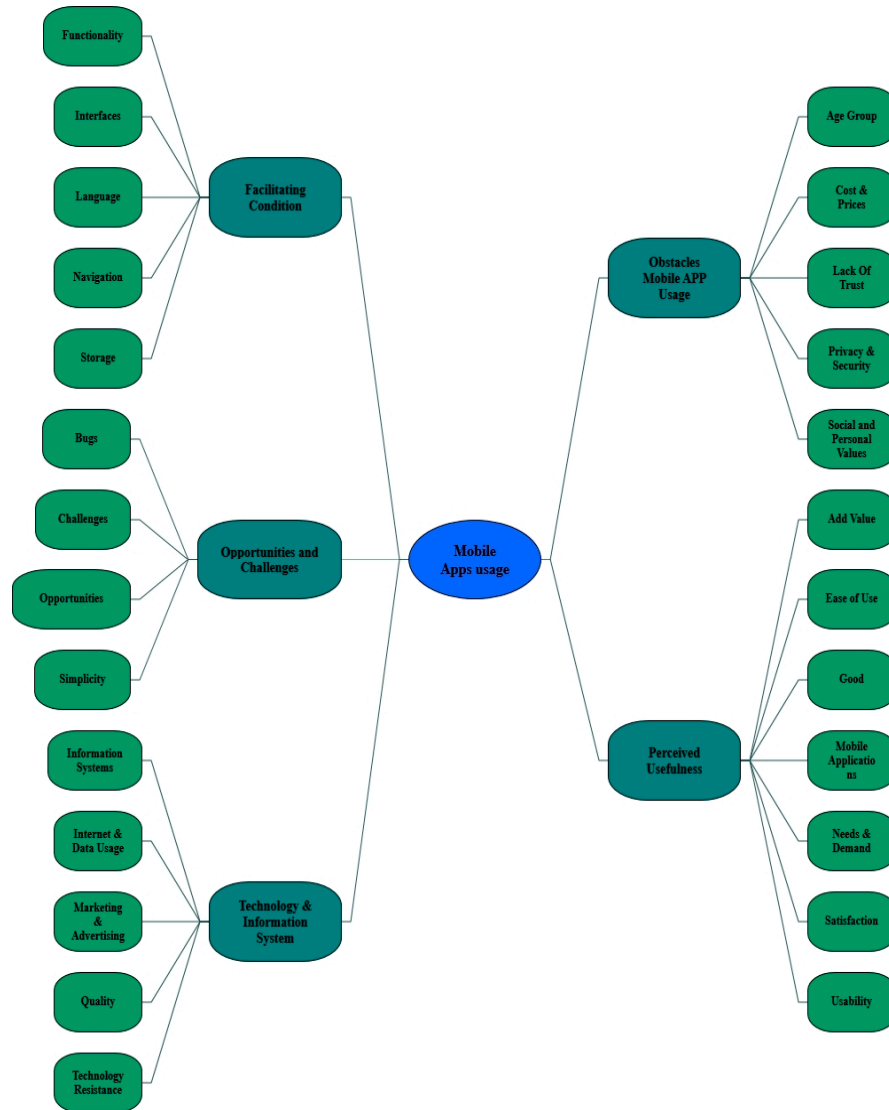 Functionality
Interfaces
Language
Navigation
Storage
Facilitating
Condition
Bugs
Challenges
Opportunities
Simplicity
Opportunities and
Challenges
Information
Systems
Internet &
Data Usage
Marketing
&
Advertising
Quality
Technology
Resistance
Technology &
Information
System
Mobile
Apps usage
Obstacles
Mobile APP
Usage
Age Group
Cost &
Prices
Lack Of
Trust
Privacy &
Security
Social and
Personal
Values
Perceived
Usefulness
Add Value
Ease of Use
Good
Mobile
Applicatio
ns
Needs &
Demand
Satisfaction
Usability